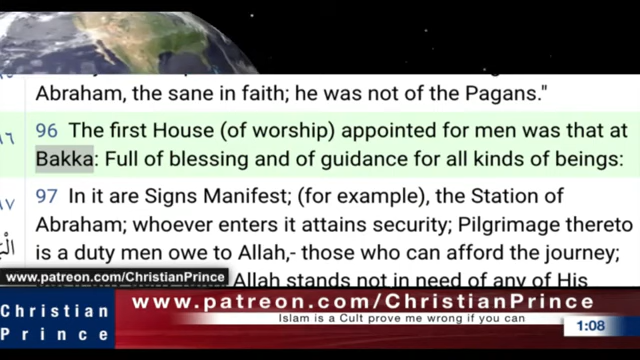 Abraham, the sane in faith; he was not of the Pagans."
٩٦
96 The first House (of worship) appointed for men was that at
Bakka: Full of blessing and of guidance for all kinds of beings:
97 In it are Signs Manifest; (for example), the Station of
Abraham; whoever enters it attains security; Pilgrimage thereto
is a duty men owe to Allah,- those who can afford the journey;
www.patreon.com/ChristianPrince
Allah stands not in need of any of His
Christian
Prince
www.patreon.com/ChristianPrince
Islam is a Cult prove me wrong if you can
1:08